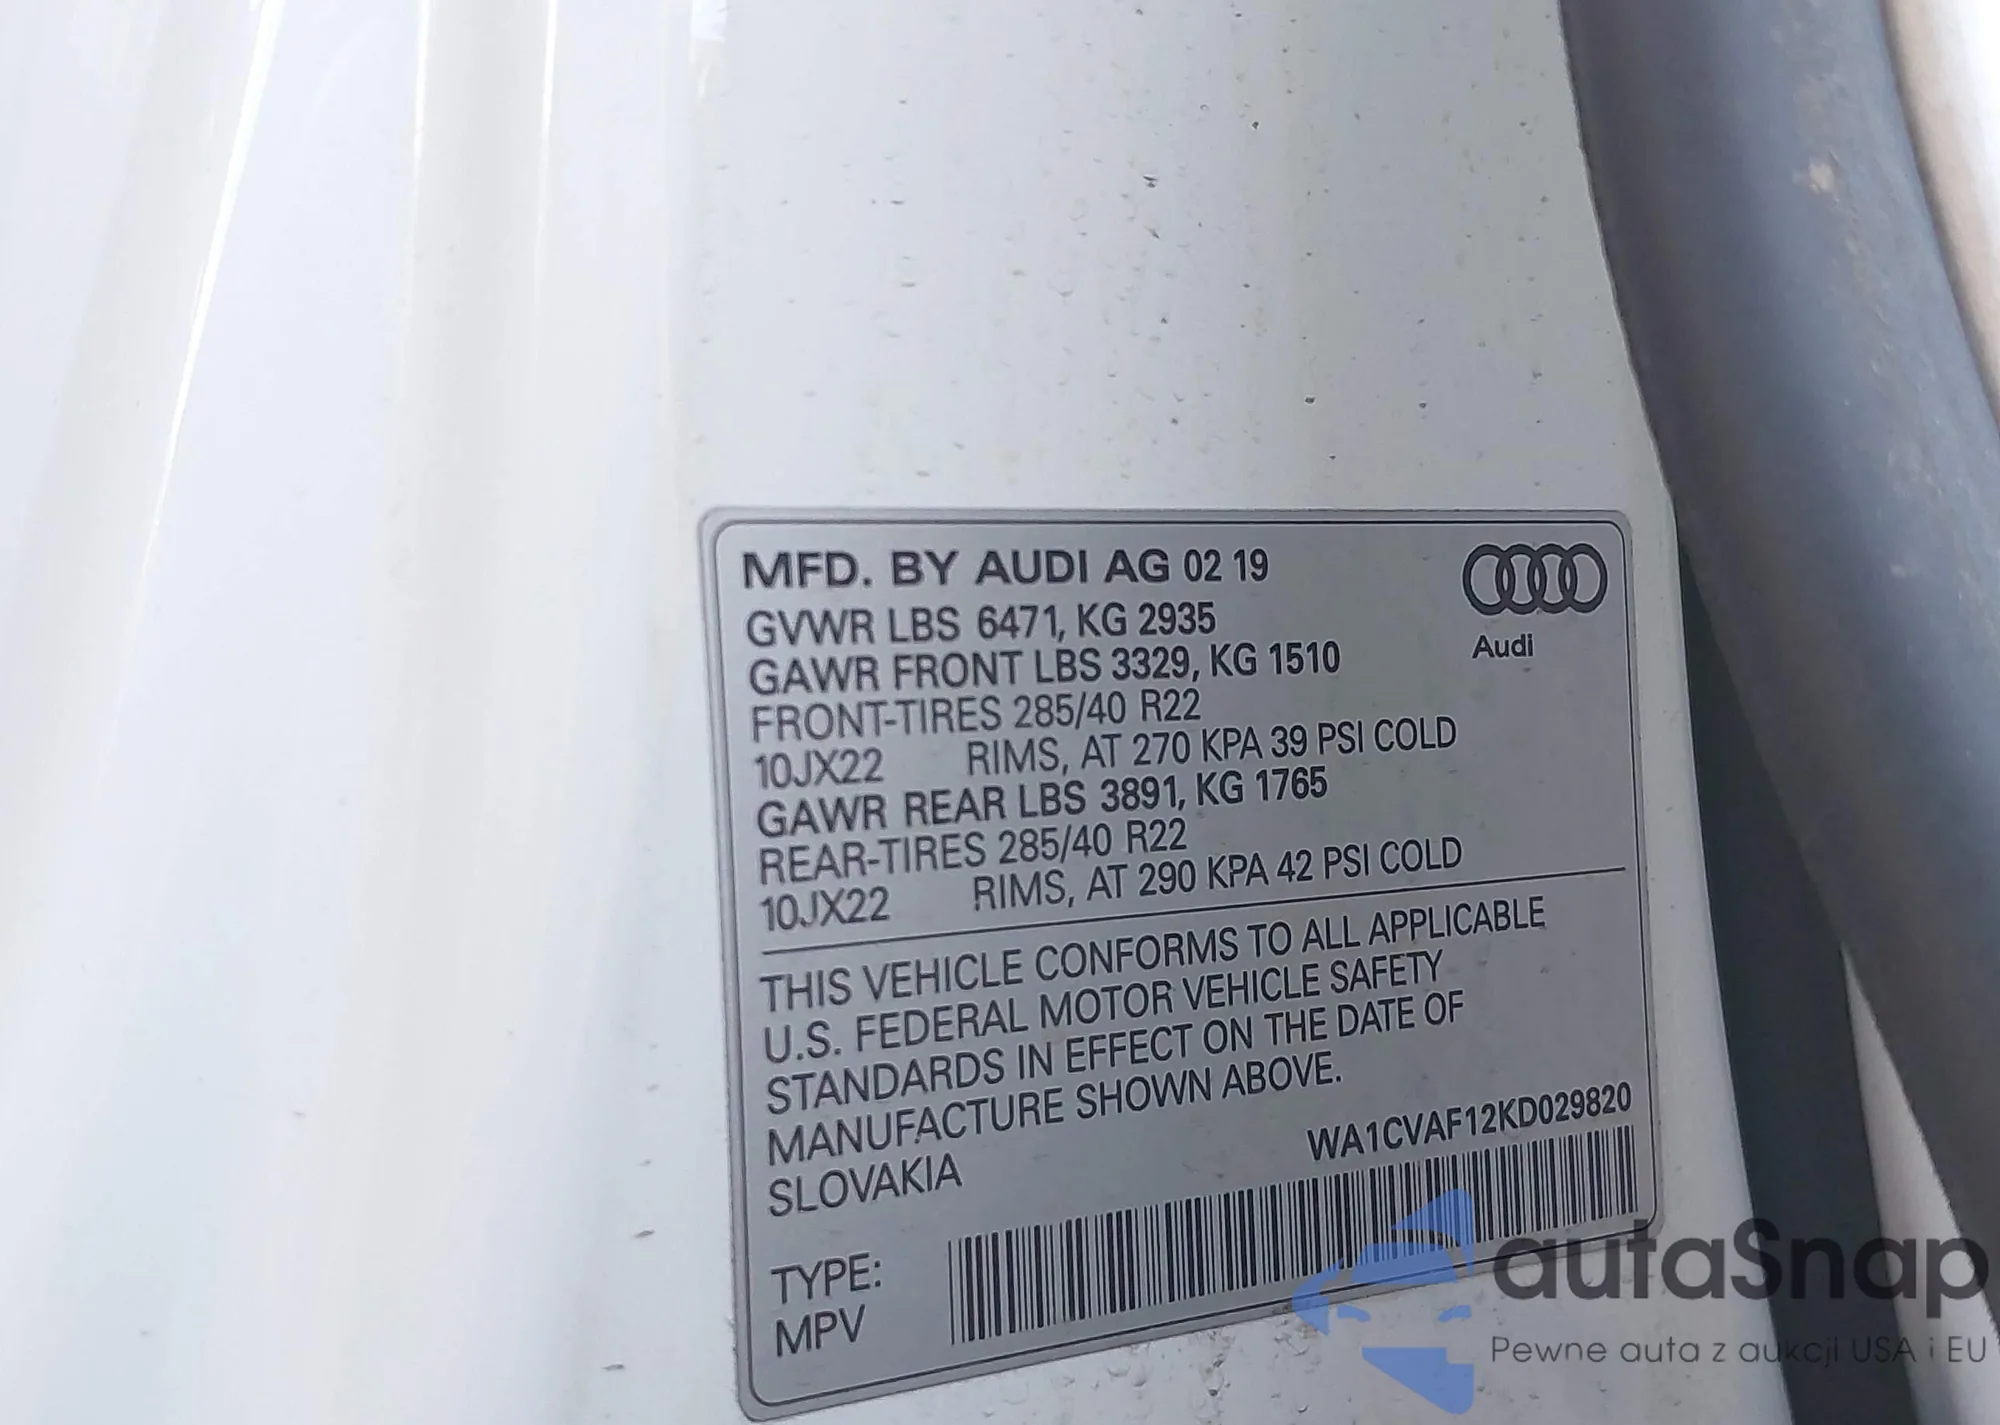 MFD. BY AUDI AG 02 19
GVWR LBS 6471, KG 2935
GAWR FRONT LBS 3329, KG 1510
FRONT-TIRES 285/40 R22
10JX22 RIMS, AT 270 KPA 39 PSI COLD
GAWR REAR LBS 3891, KG 1765
REAR-TIRES 285/40 R22
10JX22 RIMS, AT 290 KPA 42 PSI COLD
Audi
THIS VEHICLE CONFORMS TO ALL APPLICABLE
U.S. FEDERAL MOTOR VEHICLE SAFETY
STANDARDS IN EFFECT ON THE DATE OF
MANUFACTURE SHOWN ABOVE.
SLOVAKIA
WA1CVAF12KD029820
TYPE:
MPV
autaSnap
Pewne auta z aukcji USA i EU